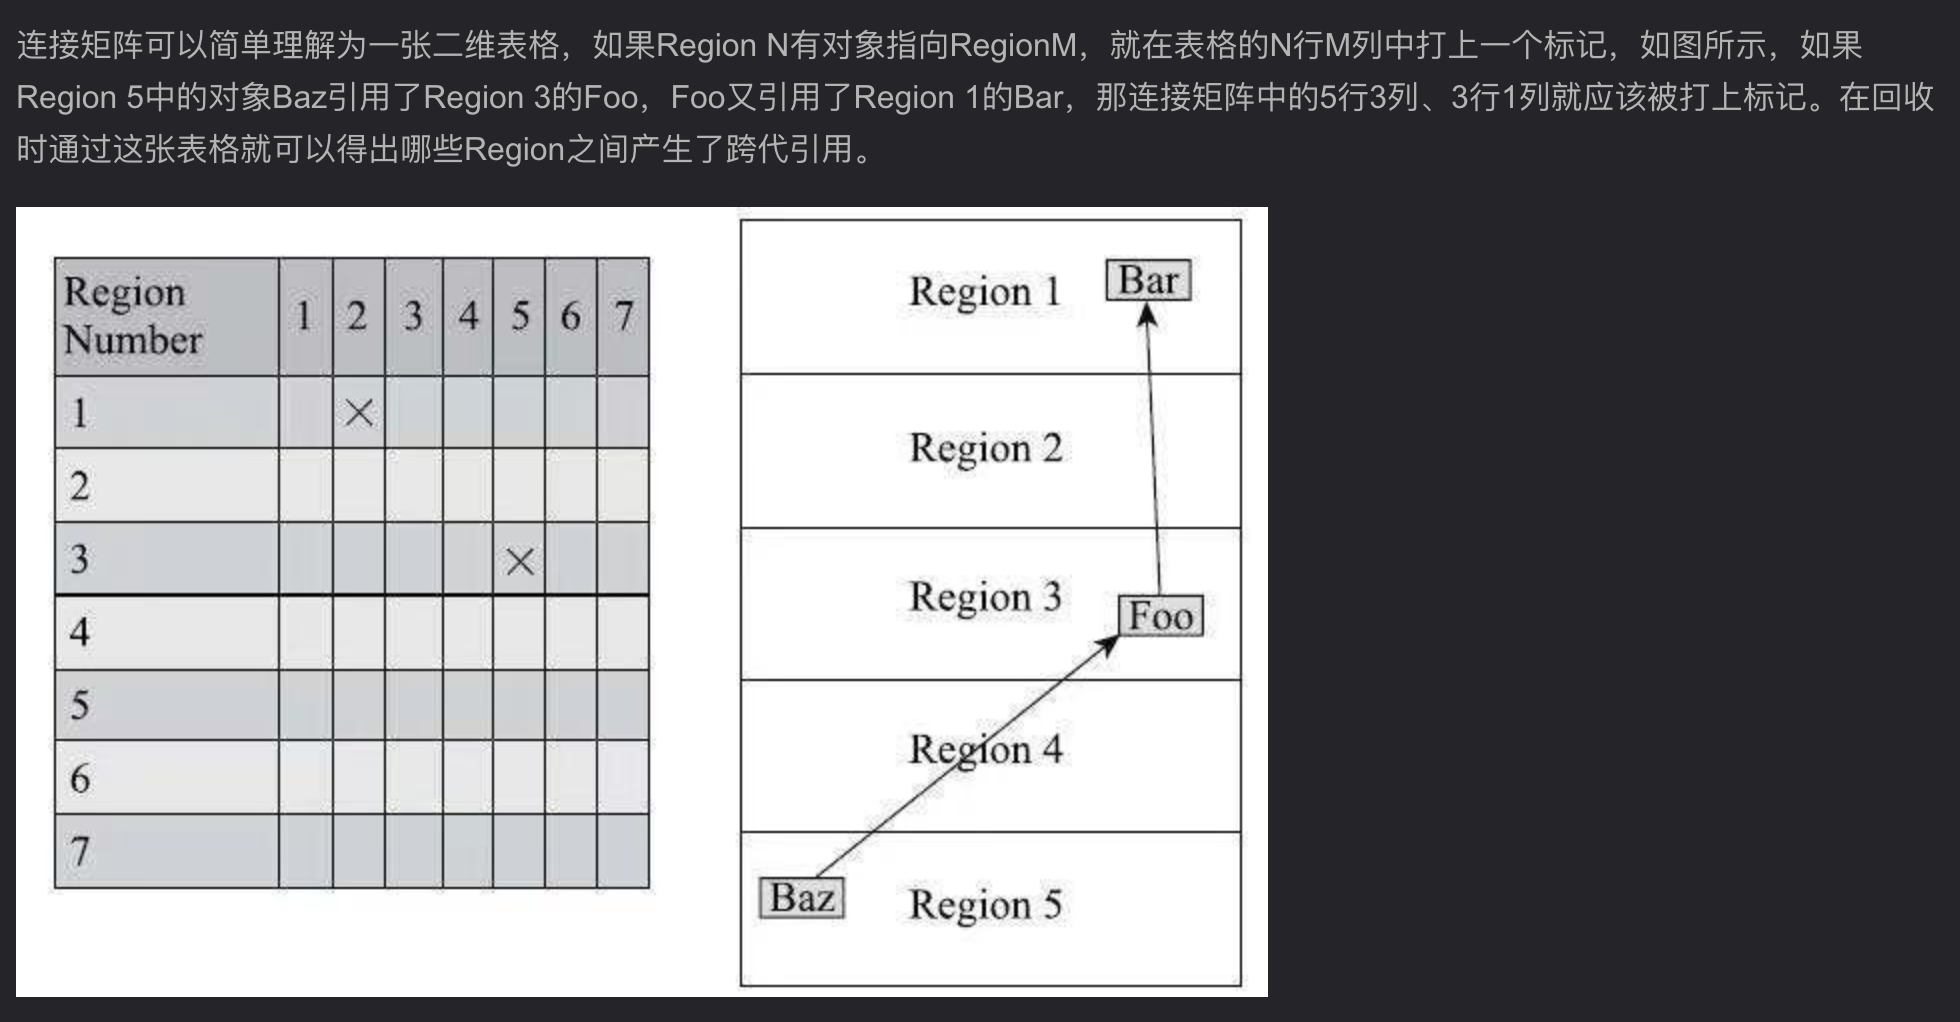 连接矩阵可以简单理解为一张二维表格，如果Region N有对象指向RegionM，就在表格的N行M列中打上一个标记，如图所示，如果
Region 5中的对象Baz引用了Region 3的Foo，Foo又引用了Region 1的Bar，那连接矩阵中的5行3列、3行1列就应该被打上标记。在回收
时通过这张表格就可以得出哪些Region之间产生了跨代引用。
Region
Number
1 2 3 4 5 6 7
1 ×
2
3 ×
4
5
6
7
Region 1 Bar
Region 2
Region 3
Foo
Region 4
Baz Region 5